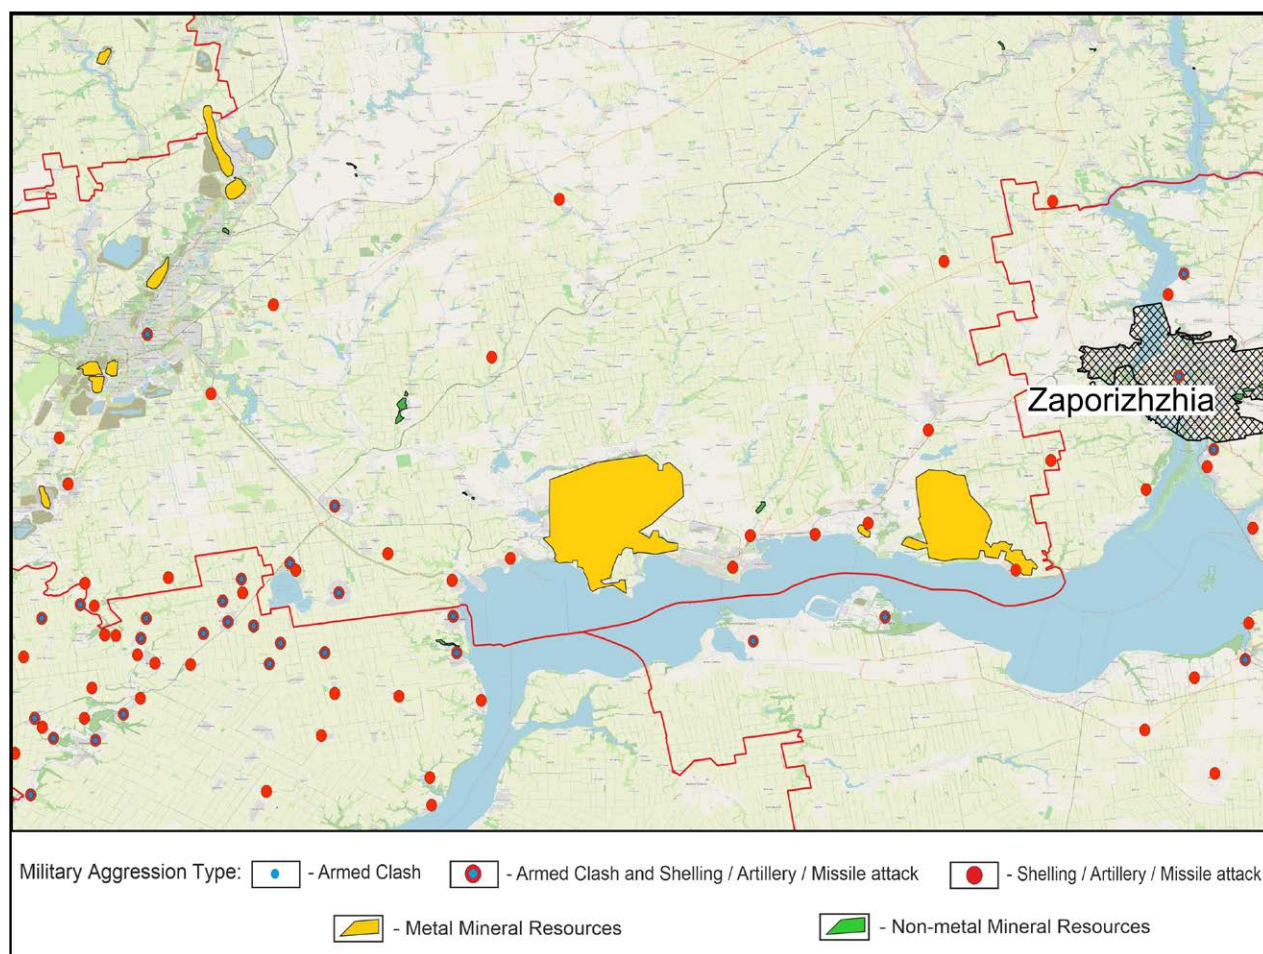 Zaporizhzhia
Military Aggression Type: - Armed Clash - Armed Clash and Shelling / Artillery / Missile attack - Shelling / Artillery / Missile attack
- Metal Mineral Resources - Non-metal Mineral Resources